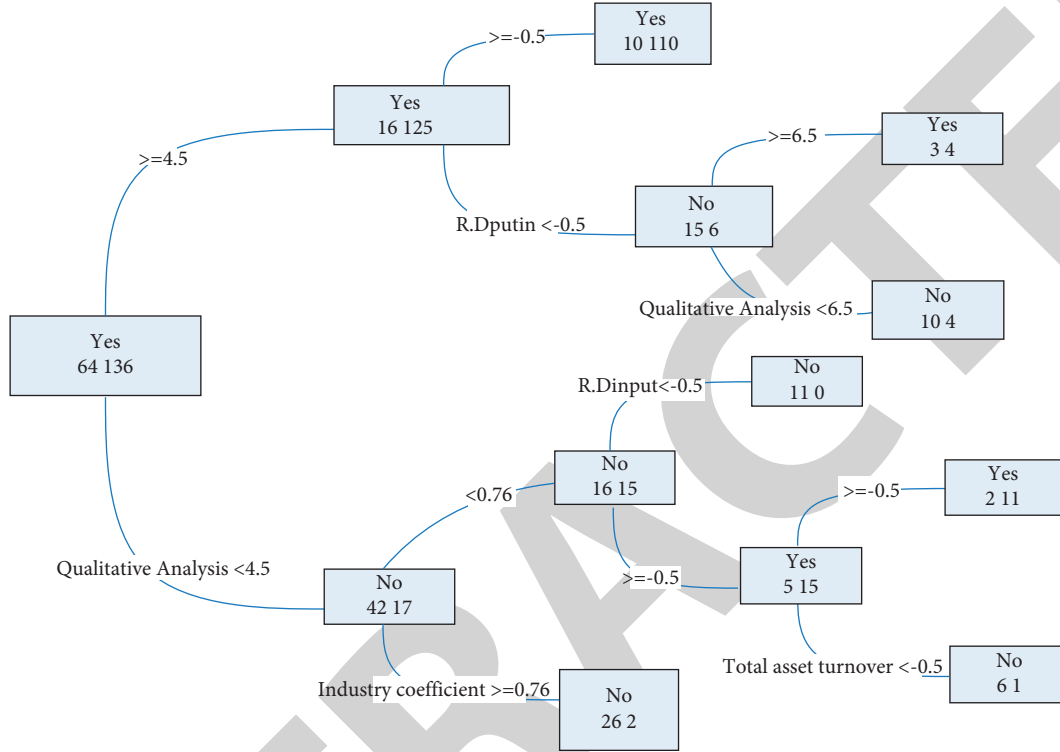 Yes
10 110
>=-0.5
Yes
16 125
>=4.5
Yes
3 4
>=6.5
No
15 6
R.Dputin <-0.5
No
10 4
Qualitative Analysis <6.5
Yes
64 136
No
11 0
R.Dinput<-0.5
No
16 15
<0.76
Yes
2 11
>=-0.5
Yes
5 15
>=-0.5
Qualitative Analysis <4.5
No
42 17
No
6 1
Total asset turnover <-0.5
Industry coefficient >=0.76
No
26 2